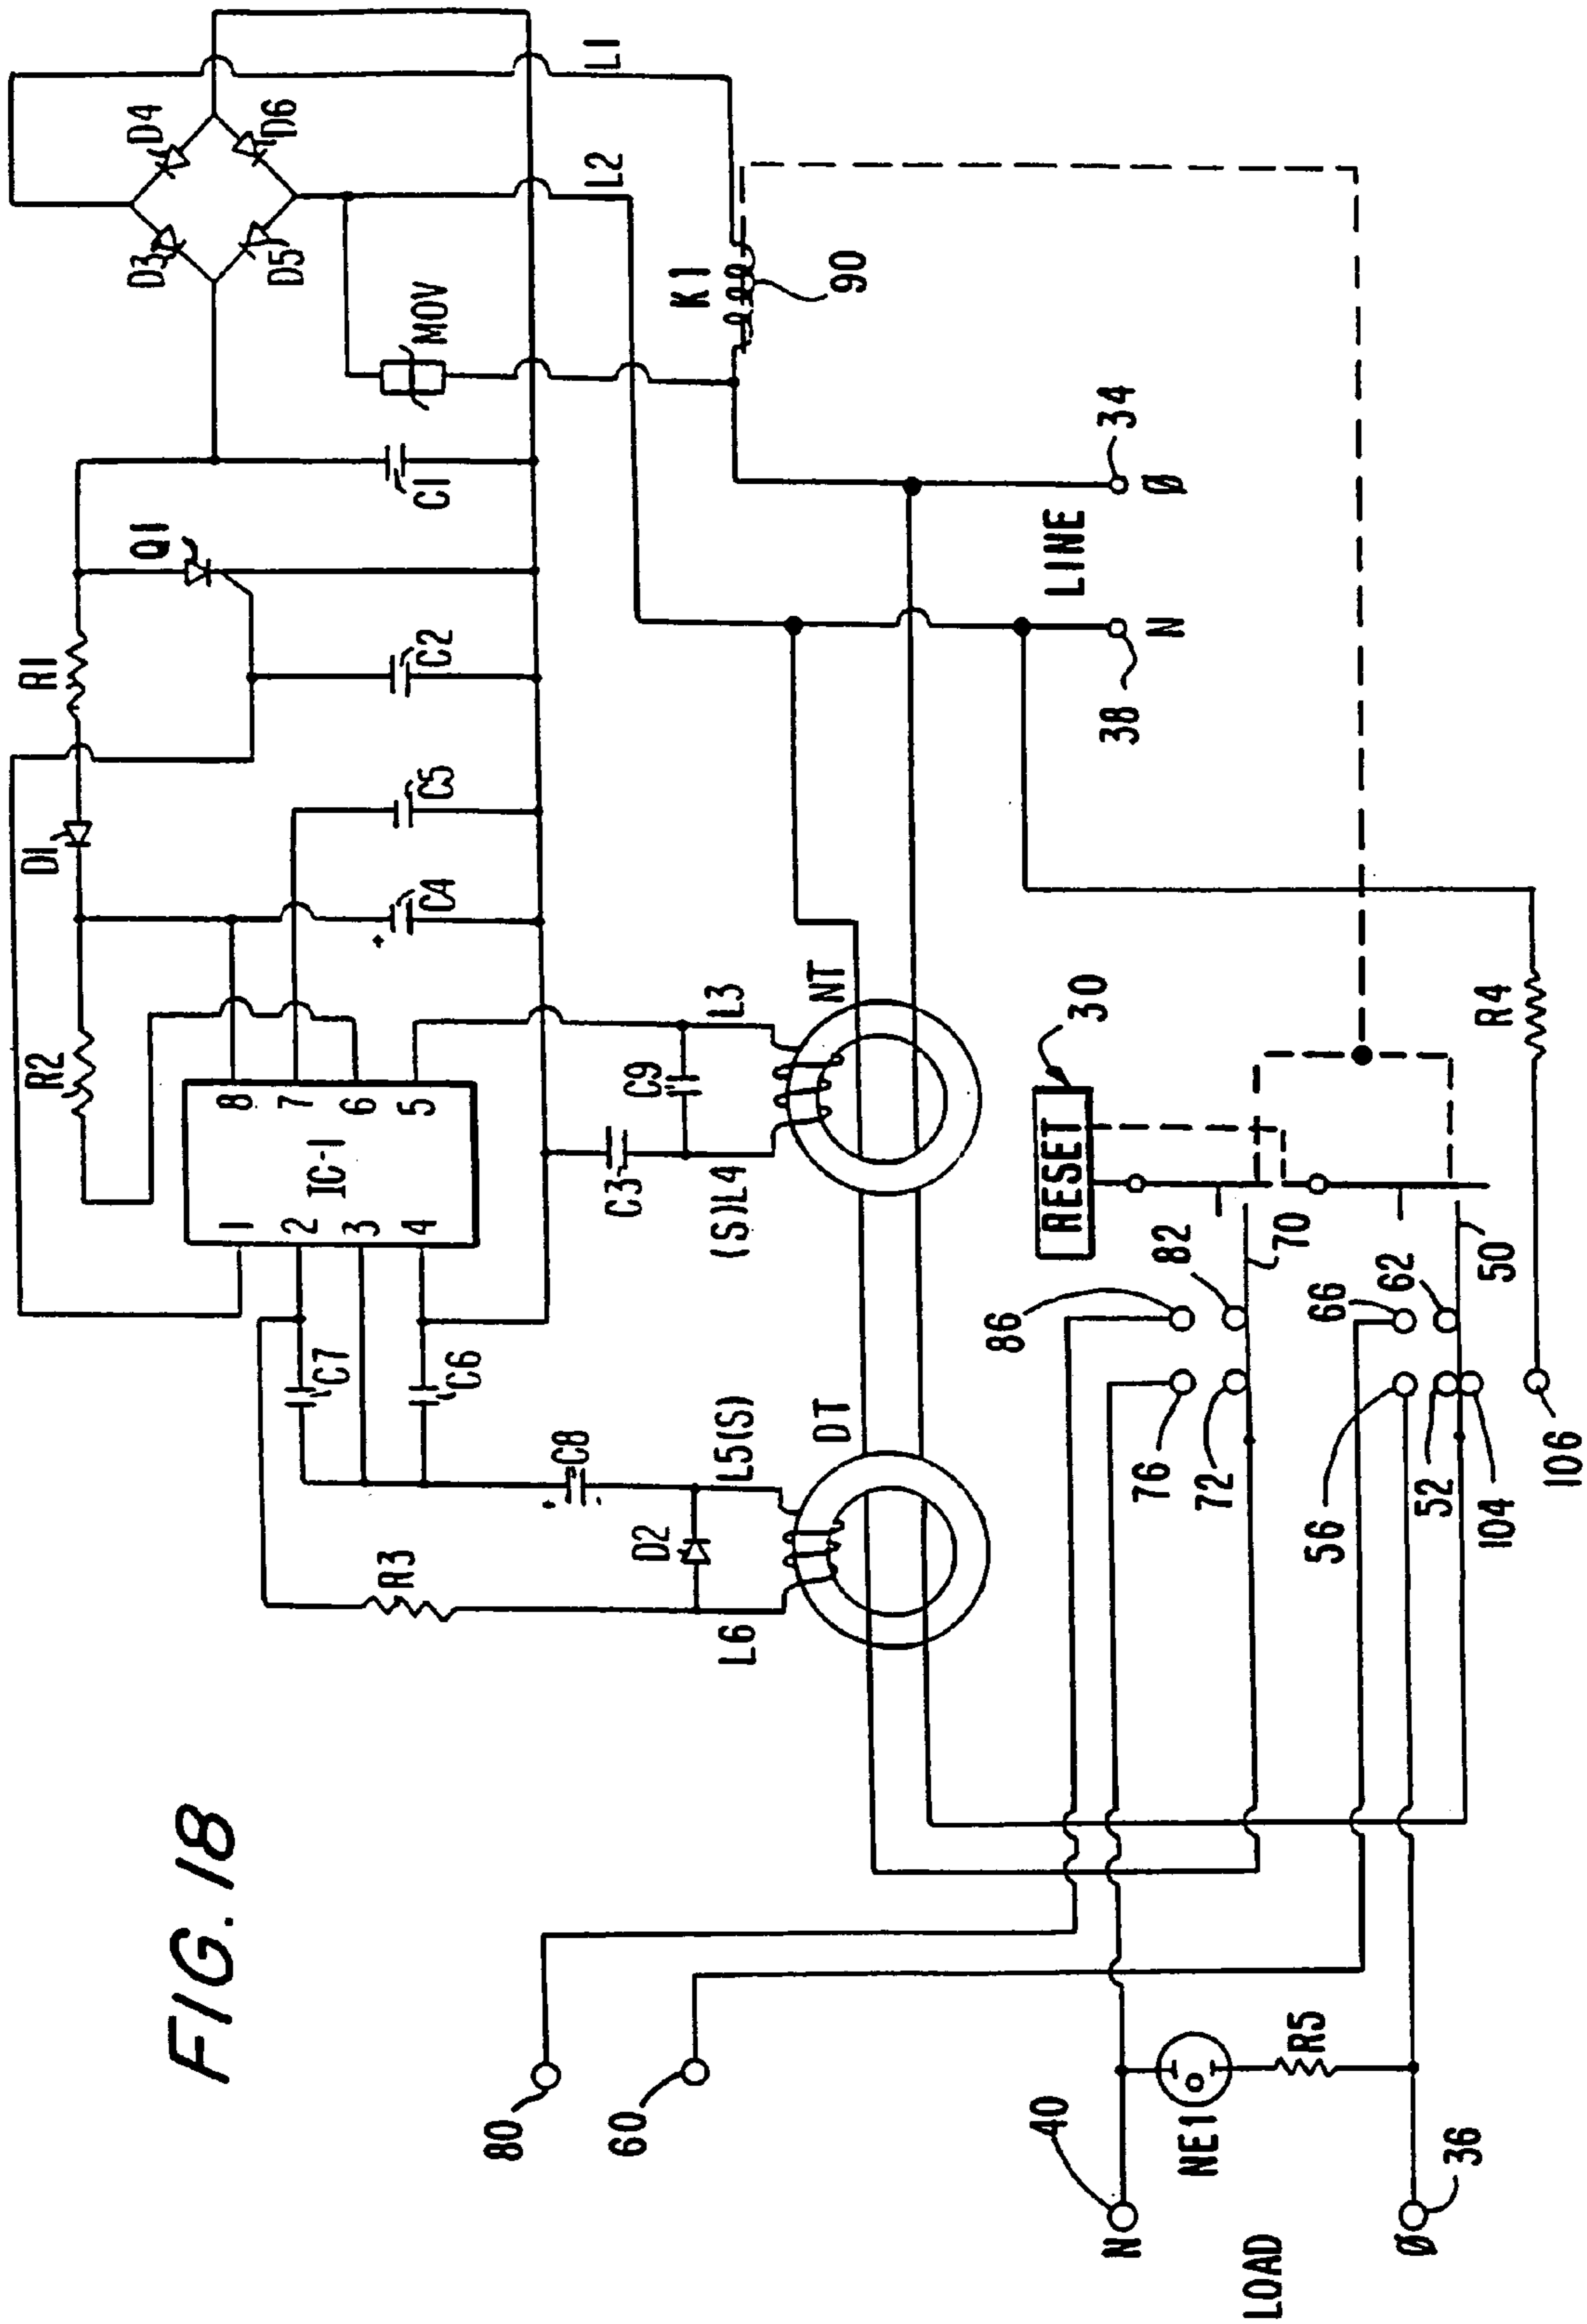 FIG. 18
L1
D4
D6
D3
D5
L2
MOV
K1
90
C1
Q1
34
Ø
LINE
N
38
R1
C2
D1
C5
C4
+
R2
8
7
6
5
IC-1
1
2
3
4
C9
L3
NT
C3
(S)L4
30
RESET
R4
C7
C6
C8
+
-
L5(S)
DT
D2
R3
L6
86
82
70
76
72
66
62
50
56
52
104
106
80
60
40
N
NE1
R5
LOAD
Ø
36